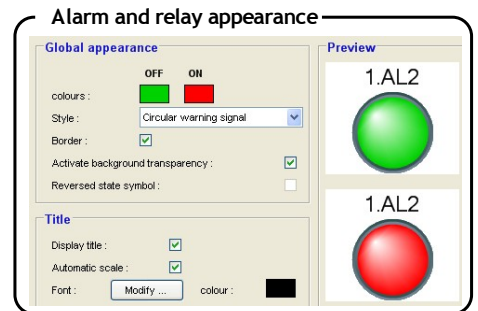 Alarm and relay appearance
Global appearance
OFF ON
colours :
Style : Circular warning signal
Border :
Activate background transparency :
Reversed state symbol :
Title
Display title :
Automatic scale :
Font : Modify ... colour :
Preview
1.AL2
1.AL2